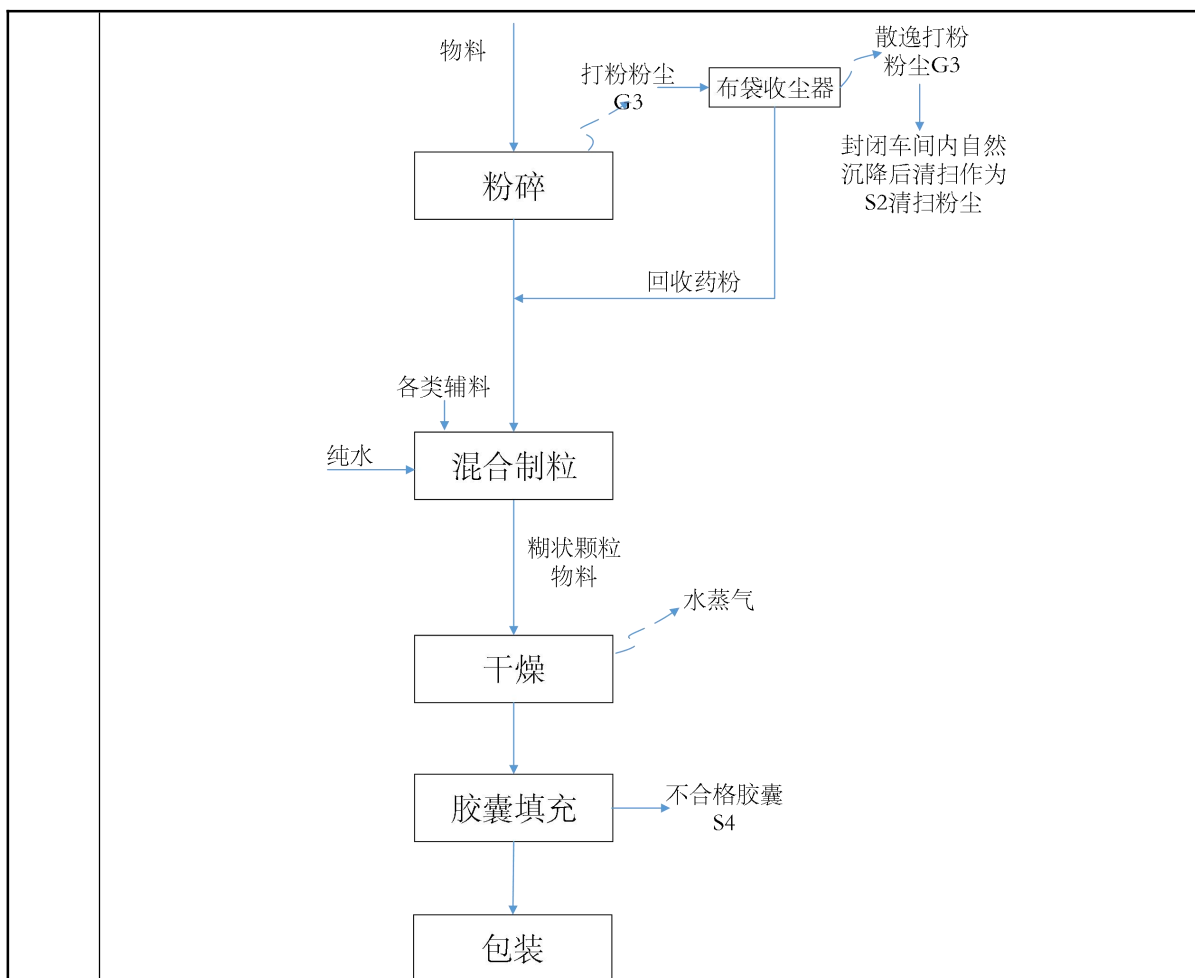 物料
打粉粉尘
G3
布袋收尘器
散逸打粉
粉尘G3
封闭车间内自然
沉降后清扫作为
S2清扫粉尘
粉碎
回收药粉
各类辅料
纯水
混合制粒
糊状颗粒
物料
水蒸气
干燥
胶囊填充
不合格胶囊
S4
包装